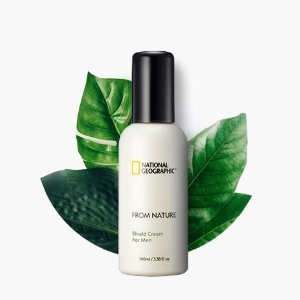 NATIONAL
GEOGRAPHIC
FROM NATURE
Shield Cream
For Men
100ml / 3.38 fl.oz